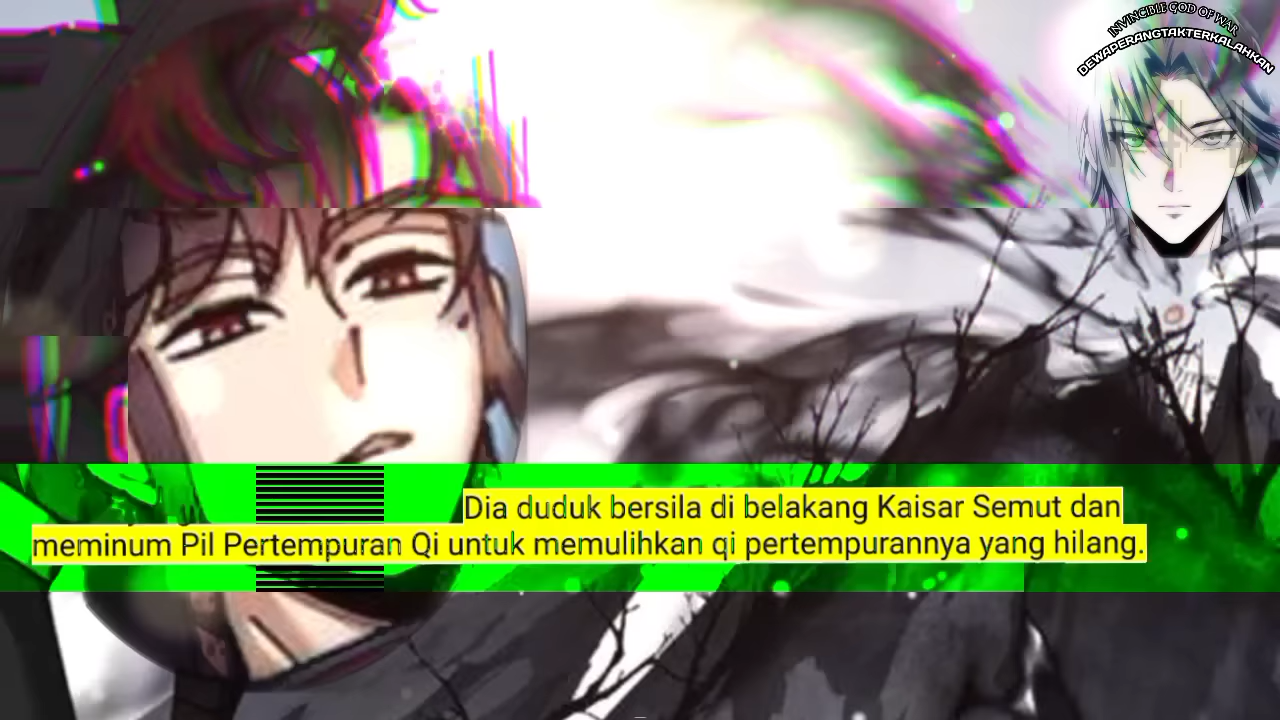 INVINCIBLE GOD OF WAR
DEWAPERANGTAKTERKALAHKAN
Dia duduk bersila di belakang Kaisar Semut dan
meminum Pil Pertempuran Qi untuk memulihkan qi pertempurannya yang hilang.